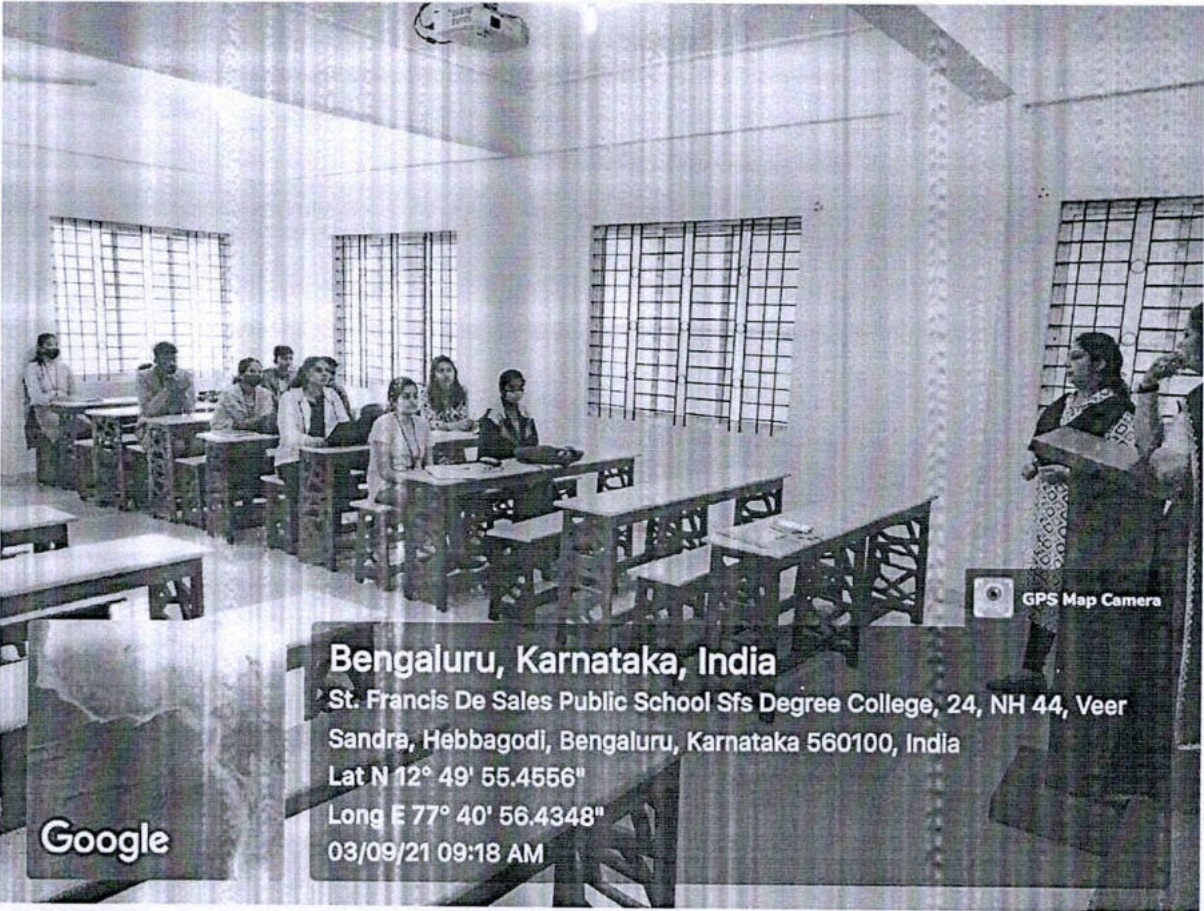 GPS Map Camera
Bengaluru, Karnataka, India
St. Francis De Sales Public School Sfs Degree College, 24, NH 44, Veer
Sandra, Hebbagodi, Bengaluru, Karnataka 560100, India
Lat N 12° 49' 55.4556"
Long E 77° 40' 56.4348"
03/09/21 09:18 AM
Google